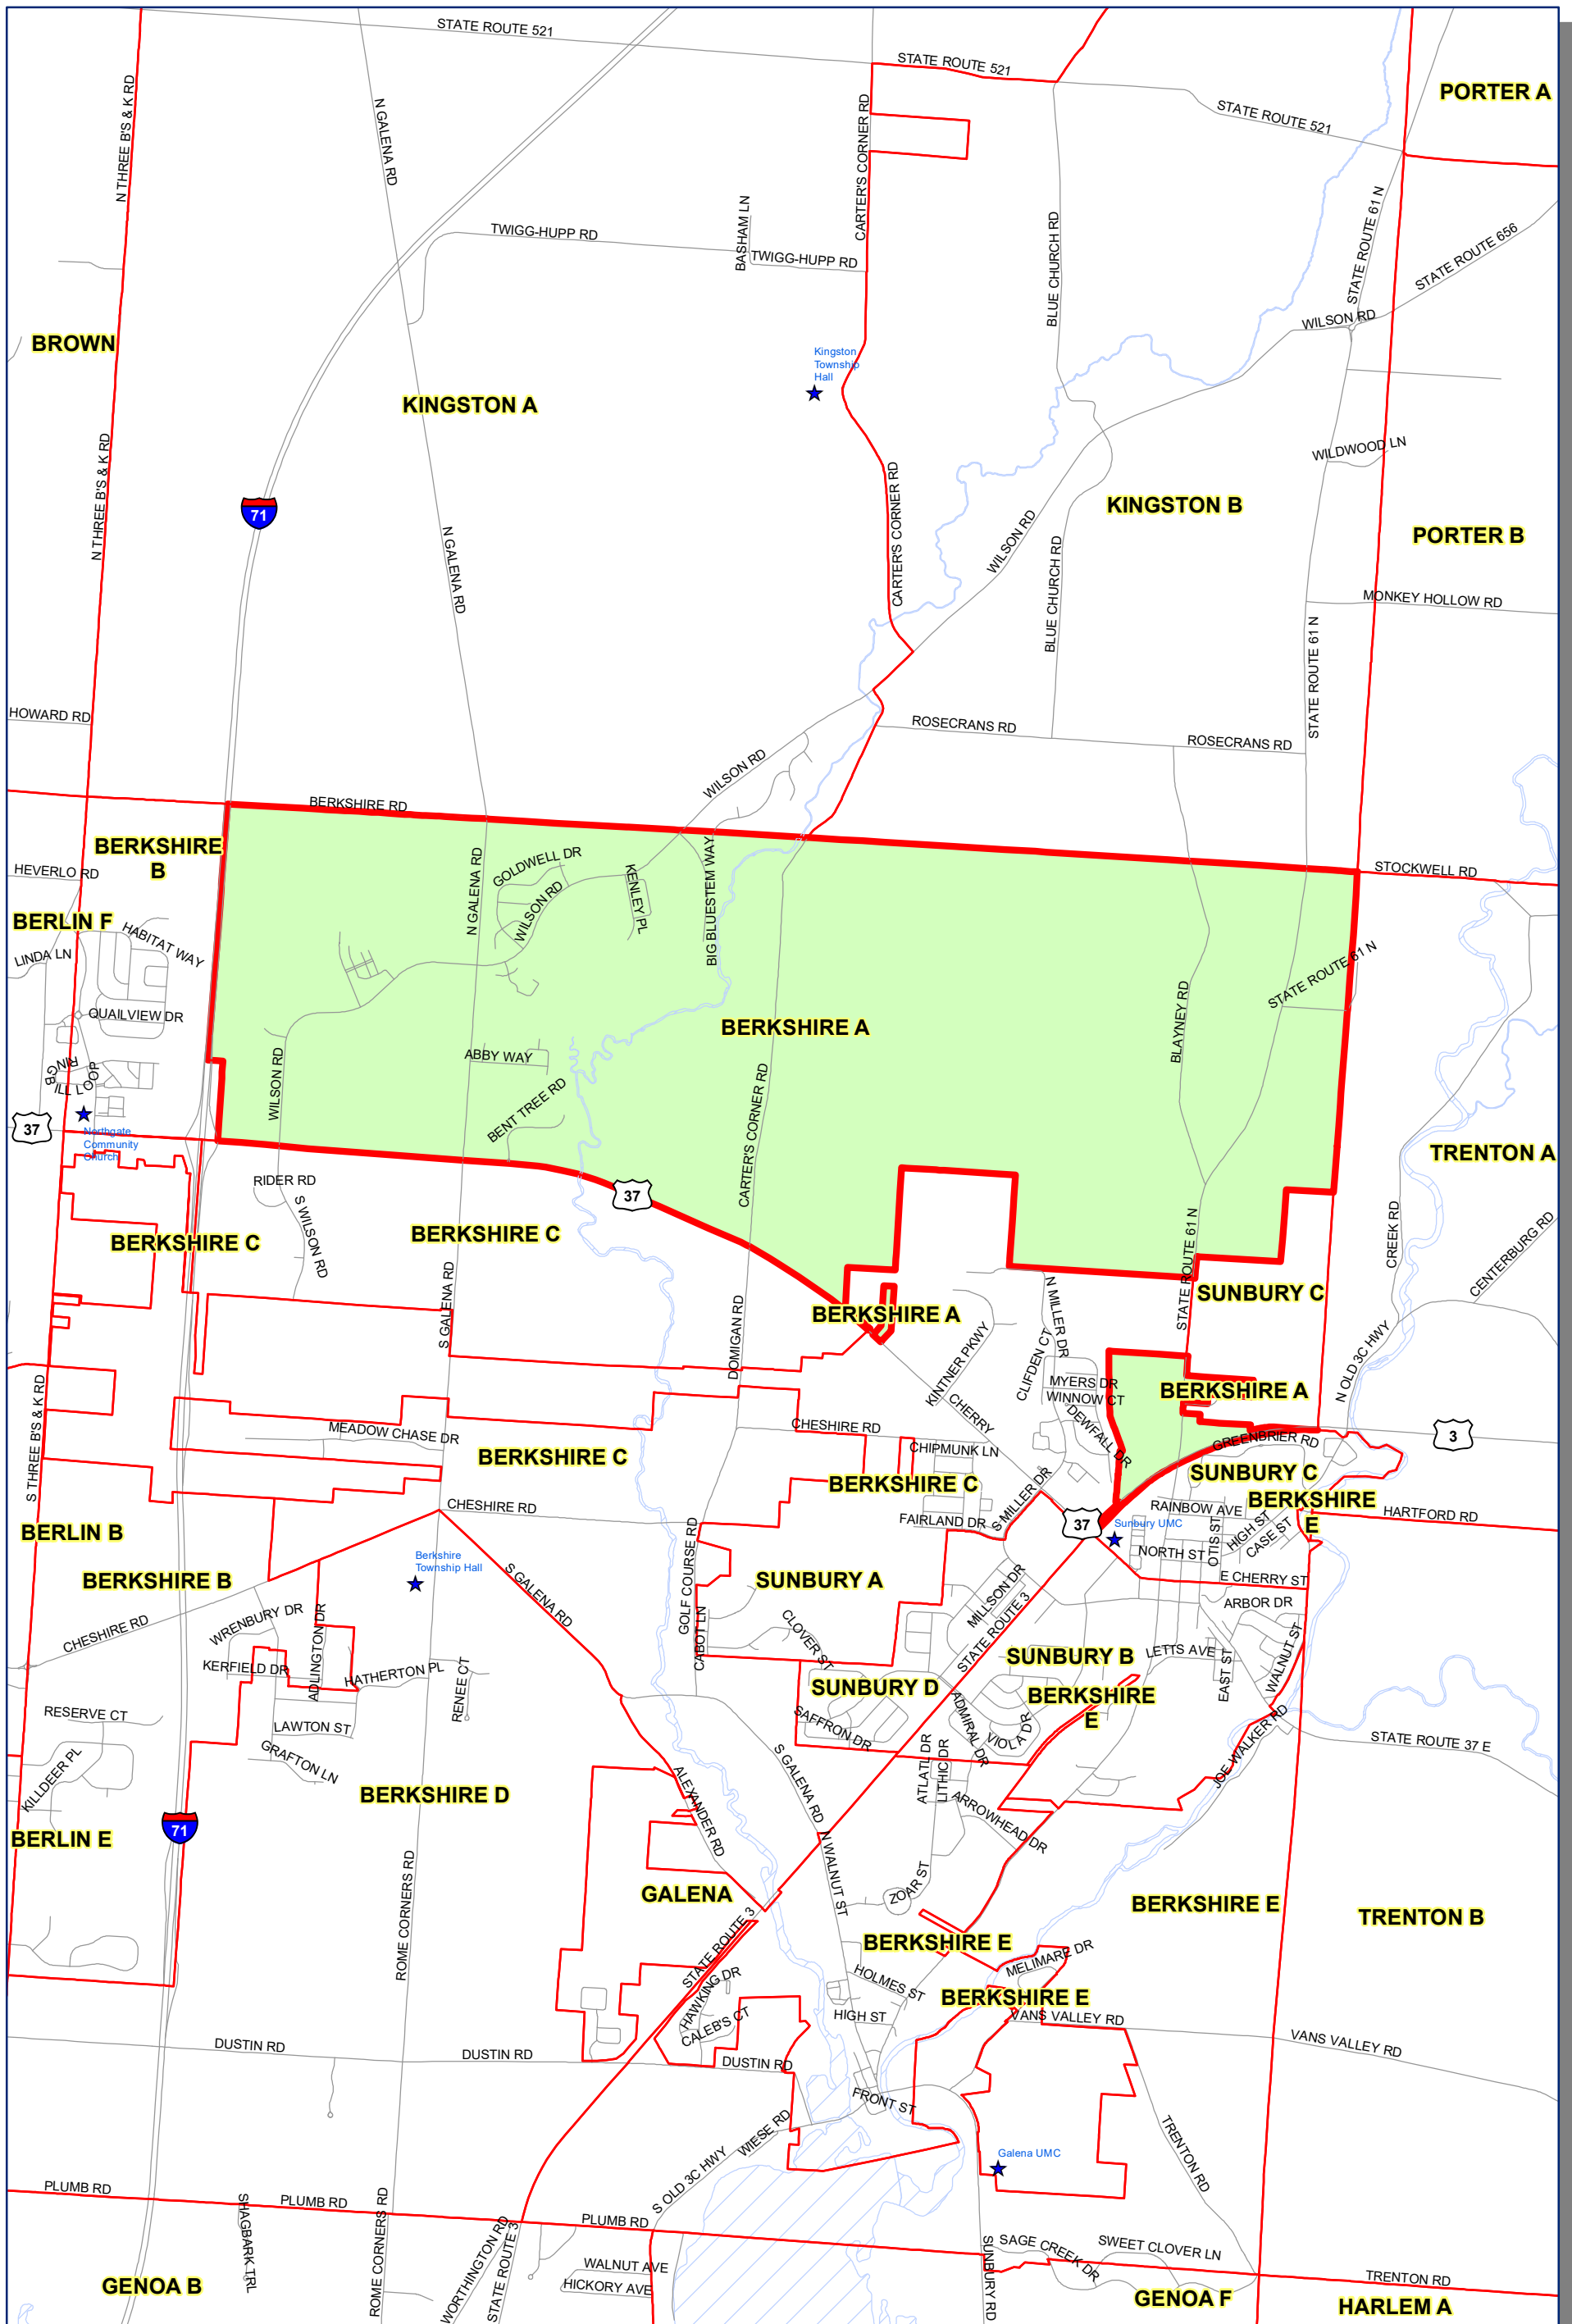 STATE ROUTE 521
STATE ROUTE 521
PORTER A
N THREE B'S & K RD
N GALENA RD
CARTER'S CORNER RD
STATE ROUTE 521
STATE ROUTE 61 N
STATE ROUTE 656
BASHAM LN
TWIGG-HUPP RD
TWIGG-HUPP RD
BLUE CHURCH RD
WILSON RD
BROWN
Kingston
Township
Hall
KINGSTON A
N THREE B'S & K RD
WILDWOOD LN
71
N GALENA RD
CARTER'S CORNER RD
WILSON RD
KINGSTON B
BLUE CHURCH RD
PORTER B
MONKEY HOLLOW RD
STATE ROUTE 61 N
HOWARD RD
ROSECRANS RD
ROSECRANS RD
WILSON RD
BERKSHIRE RD
BERKSHIRE
B
HEVERLO RD
STOCKWELL RD
N GALENA RD
GOLDWELL DR
WILSON RD
KENLEY PL
BIG BLUESTEM WAY
BERLIN F
HABITAT WAY
LINDA LN
STATE ROUTE 61 N
QUAILVIEW DR
BERKSHIRE A
BLAYNEY RD
WILSON RD
ABBY WAY
BENT TREE RD
CARTER'S CORNER RD
37
Northgate
Community
Church
TRENTON A
RIDER RD
S WILSON RD
37
BERKSHIRE C
BERKSHIRE C
S GALENA RD
CREEK RD
CENTERBURG RD
STATE ROUTE 61 N
SUNBURY C
DOMIGAN RD
BERKSHIRE A
N MILLER DR
KINTNER PKWY
CLIFDEN CT
N OLD 3C HWY
S THREE B'S & K RD
MYERS DR
WINNOW CT
BERKSHIRE A
CHERRY
DEWFALL DR
MEADOW CHASE DR
CHESHIRE RD
CHIPMUNK LN
3
GREENBRIER RD
BERKSHIRE C
BERKSHIRE C
SUNBURY C
S MILLER DR
BERKSHIRE
E
RAINBOW AVE
HARTFORD RD
CHESHIRE RD
FAIRLAND DR
37
Sunbury UMC
OTIS ST
HIGH ST
CASE ST
NORTH ST
BERLIN B
GOLF COURSE RD
Berkshire
Township Hall
BERKSHIRE B
S GALENA RD
SUNBURY A
MILLSON DR
E CHERRY ST
ARBOR DR
CHESHIRE RD
WRENBURY DR
ADLINGTON DR
CABOT LN
CLOVER ST
STATE ROUTE 3
SUNBURY B
LETTS AVE
EAST ST
WALNUT ST
KERFIELD DR
HATHERTON PL
RENEE CT
SUNBURY D
BERKSHIRE
E
RESERVE CT
LAWTON ST
SAFFRON DR
ADMIRAL DR
VIOLA DR
STATE ROUTE 37 E
KILLDEER PL
GRAFTON LN
S GALENA RD
ATLATL DR
LITHIC DR
JOE WALKER RD
BERKSHIRE D
ALEXANDER RD
ARROWHEAD DR
71
BERLIN E
N WALNUT ST
ROME CORNERS RD
GALENA
ZOAR ST
BERKSHIRE E
TRENTON B
STATE ROUTE 3
BERKSHIRE E
MELIMARE DR
HAWKING DR
HOLMES ST
BERKSHIRE E
CALEB'S CT
HIGH ST
VANS VALLEY RD
VANS VALLEY RD
DUSTIN RD
DUSTIN RD
DUSTIN RD
FRONT ST
WIESE RD
TRENTON RD
Galena UMC
PLUMB RD
PLUMB RD
S OLD 3C HWY
SHAGBARK TRL
ROME CORNERS RD
WORTHINGTON RD
STATE ROUTE 3
PLUMB RD
SUNBURY RD
SAGE CREEK DR
SWEET CLOVER LN
WALNUT AVE
HICKORY AVE
TRENTON RD
GENOA B
GENOA F
HARLEM A